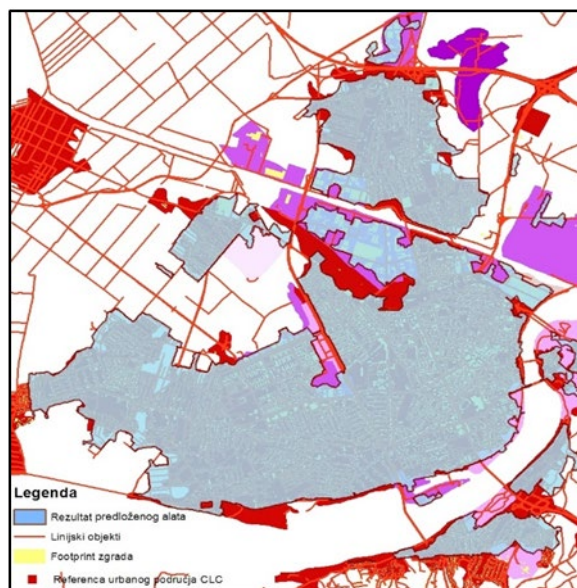 Legenda
Rezultat predloženog alata
Linijski objekti
Footprint zgrada
Referenca urbanog područja CLC